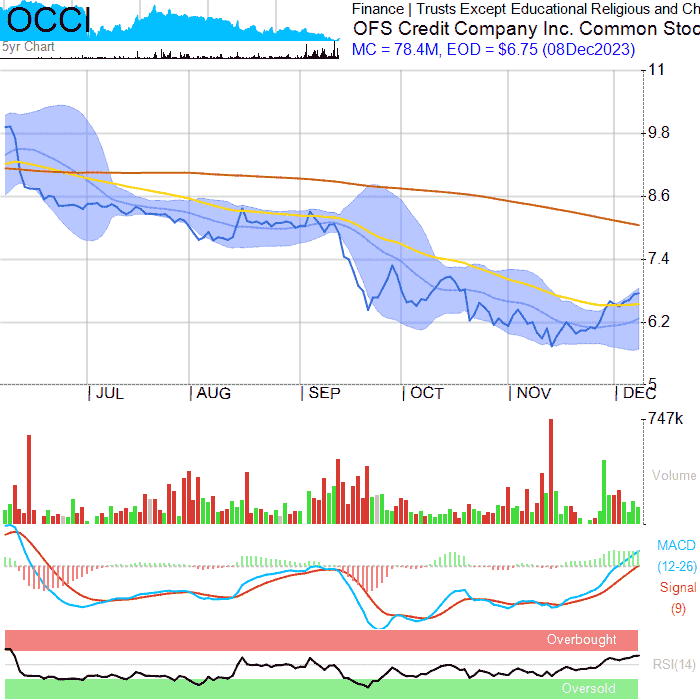 OCCI
5yr Chart
Finance | Trusts Except Educational Religious and Ch
OFS Credit Company Inc. Common Stoc
MC = 78.4M, EOD = $6.75 (08Dec2023)
11
9.8
8.6
7.4
6.2
5
JUL AUG SEP OCT NOV DEC
747k
Volume
MACD
(12-26)
Signal
(9)
Overbought
RSI(14)
Oversold